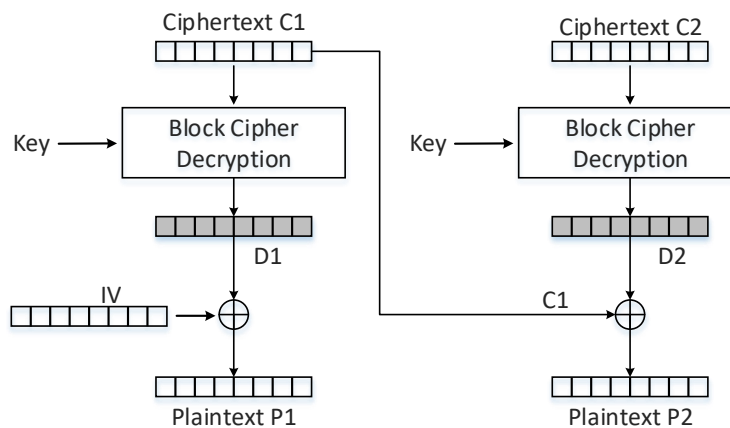 Ciphertext C1
Ciphertext C2
Key
Block Cipher
Decryption
Key
Block Cipher
Decryption
D1
D2
IV
C1
Plaintext P1
Plaintext P2